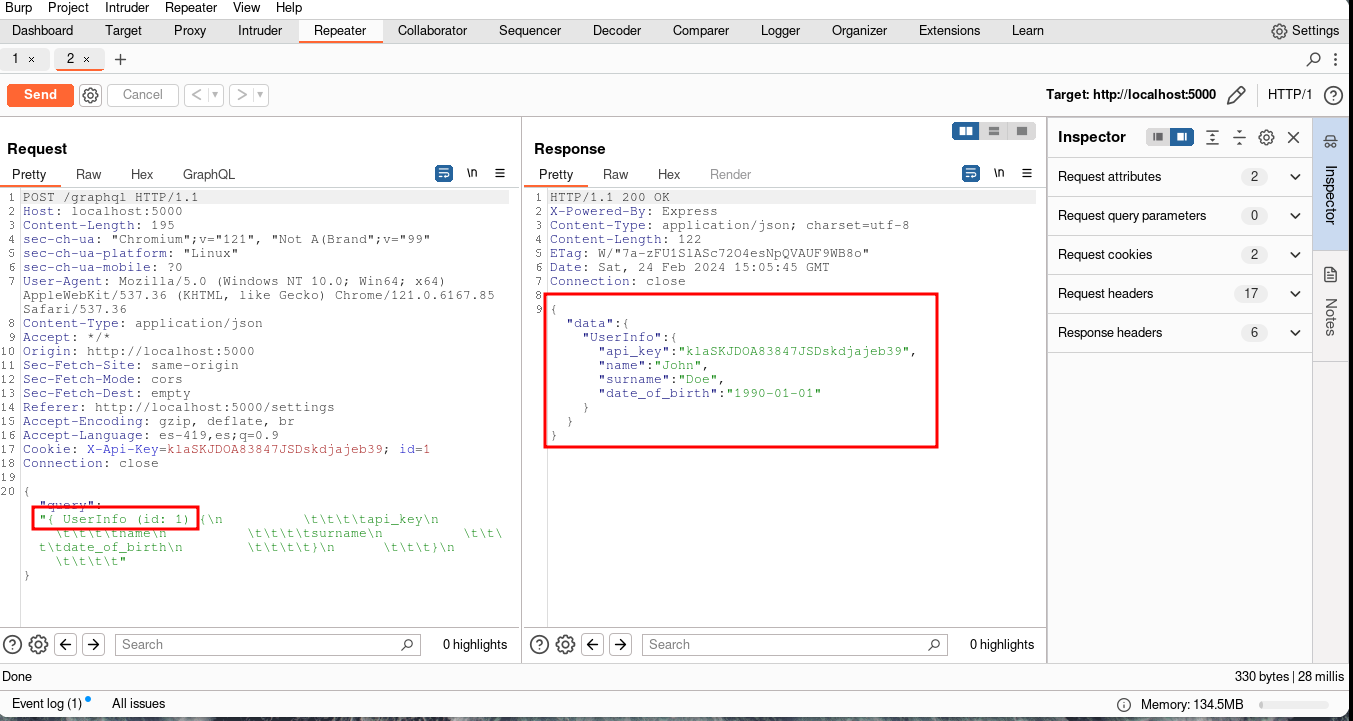 Burp Project Intruder Repeater View Help
Dashboard Target Proxy Intruder Repeater Collaborator Sequencer Decoder Comparer Logger Organizer Extensions Learn Settings
1 × 2 × +
Send Cancel < > Target: http://localhost:5000 HTTP/1
Request
Pretty Raw Hex GraphQL \n
1 POST /graphql HTTP/1.1
2 Host: localhost:5000
3 Content-Length: 195
4 sec-ch-ua: "Chromium";v="121", "Not A(Brand";v="99"
5 sec-ch-ua-platform: "Linux"
6 sec-ch-ua-mobile: ?0
7 User-Agent: Mozilla/5.0 (Windows NT 10.0; Win64; x64)
AppleWebKit/537.36 (KHTML, like Gecko) Chrome/121.0.6167.85
Safari/537.36
8 Content-Type: application/json
9 Accept: */*
10 Origin: http://localhost:5000
11 Sec-Fetch-Site: same-origin
12 Sec-Fetch-Mode: cors
13 Sec-Fetch-Dest: empty
14 Referer: http://localhost:5000/settings
15 Accept-Encoding: gzip, deflate, br
16 Accept-Language: es-419,es;q=0.9
17 Cookie: X-Api-Key=klaSKJDOA83847JSDskdjajeb39; id=1
18 Connection: close
19
20 {
"query":
"{ UserInfo (id: 1) {\n \t\t\t\tapi_key\n
\t\t\t\tname\n \t\t\t\tsurname\n \t\t\
t\tdate_of_birth\n \t\t\t\t}\n \t\t\t}\n
\t\t\t\t"
}
Search 0 highlights
Response
Pretty Raw Hex Render \n
1 HTTP/1.1 200 OK
2 X-Powered-By: Express
3 Content-Type: application/json; charset=utf-8
4 Content-Length: 122
5 ETag: W/"7a-zFU1SlASc72O4esNpQVAUF9WB8o"
6 Date: Sat, 24 Feb 2024 15:05:45 GMT
7 Connection: close
8
9 {
"data":{
"UserInfo":{
"api_key":"klaSKJDOA83847JSDskdjajeb39",
"name":"John",
"surname":"Doe",
"date_of_birth":"1990-01-01"
}
}
}
Search 0 highlights
Inspector
Request attributes 2
Request query parameters 0
Request cookies 2
Request headers 17
Response headers 6
Inspector
Notes
Done 330 bytes | 28 millis
Event log (1) All issues Memory: 134.5MB